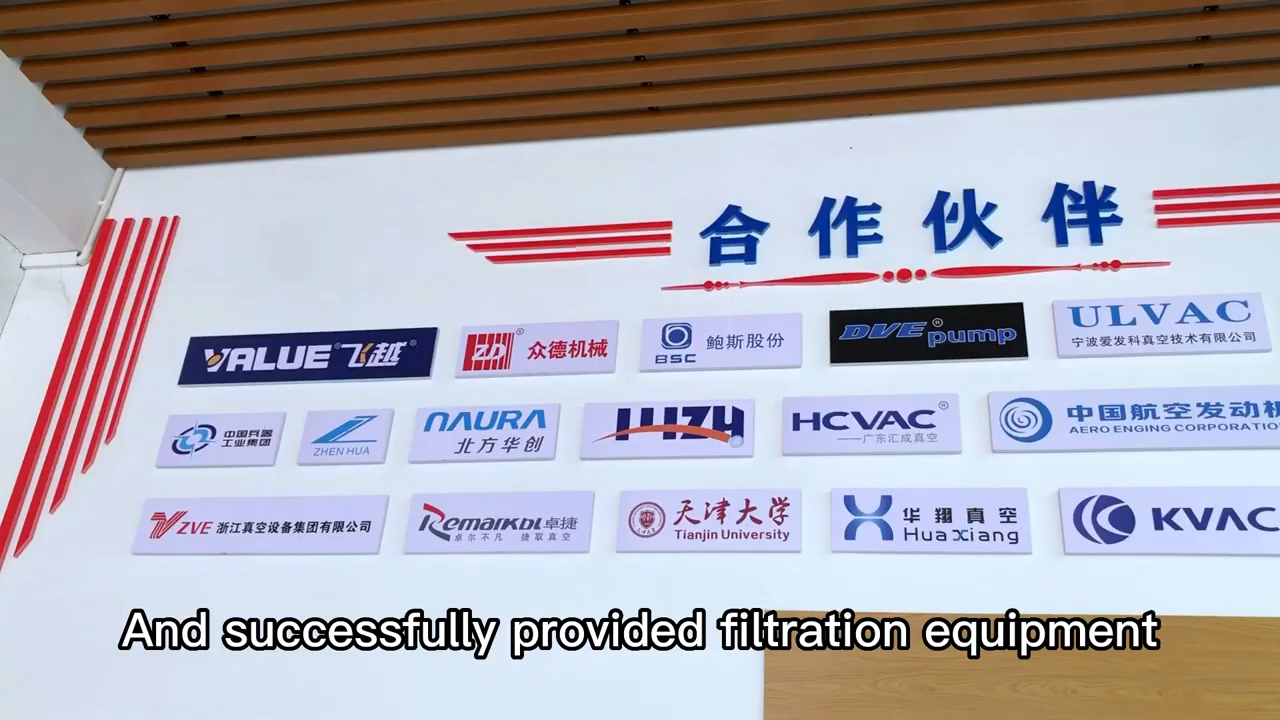 合作伙伴
VALUE®飞越®
ZD® 众德机械
BSC 鲍斯股份
DVE®pump
ULVAC
宁波爱发科真空技术有限公司
中国兵器
工业集团
ZHEN HUA
NAURA
北方华创
HCVAC®
——广东汇成真空
中国航空发动机
AERO ENGING CORPORATIO
ZVE 浙江真空设备集团有限公司
Remarkbl 卓捷
卓尔不凡 捷取真空
天津大学
Tianjin University
华翔真空
Huaxiang
KVAC
And successfully provided filtration equipment